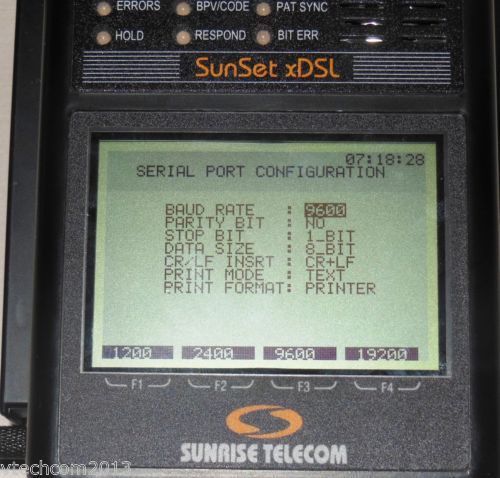 ERRORS BPV/CODE PAT SYNC
HOLD RESPOND BIT ERR
SunSet xDSL
07:18:28
SERIAL PORT CONFIGURATION
BAUD RATE : 9600
PARITY BIT : NO
STOP BIT : 1_BIT
DATA SIZE : 8_BIT
CR/LF INSRT : CR+LF
PRINT MODE : TEXT
PRINT FORMAT: PRINTER
1200 2400 9600 19200
F1 F2 F3 F4
SUNRISE TELECOM
vtechcom2013